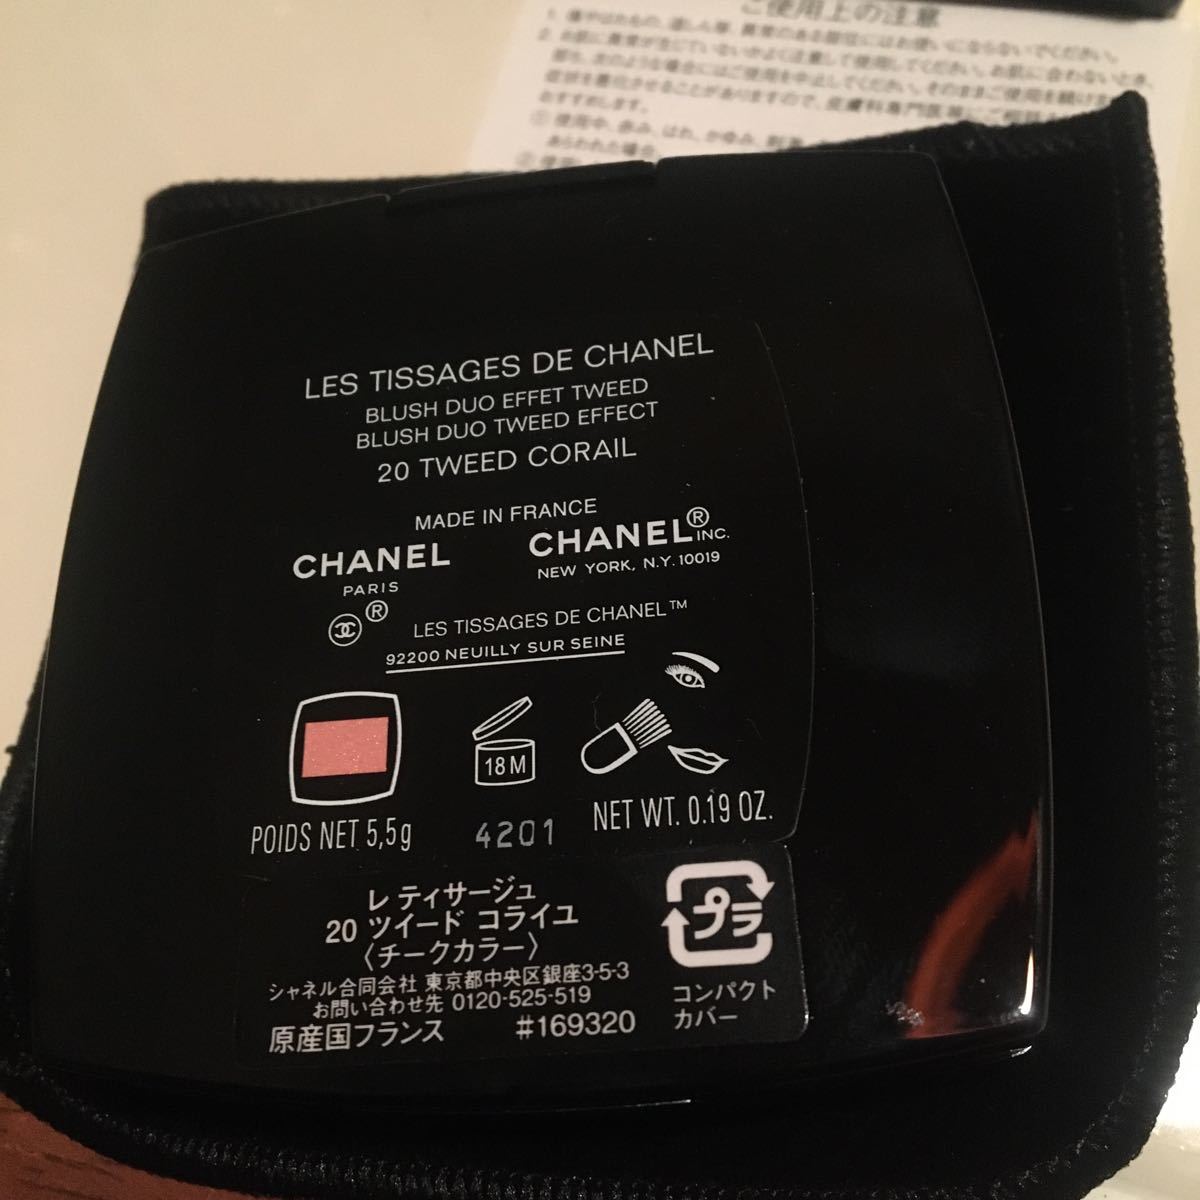 ご使用上の注意
LES TISSAGES DE CHANEL
BLUSH DUO EFFET TWEED
BLUSH DUO TWEED EFFECT
20 TWEED CORAIL
MADE IN FRANCE
CHANEL
PARIS
CHANEL® INC.
NEW YORK, N.Y. 10019
®
LES TISSAGES DE CHANEL™
92200 NEUILLY SUR SEINE
18M
POIDS NET 5,5g
4201
NET WT. 0.19 OZ.
レ ティサージュ
20 ツイード コライユ
〈チークカラー〉
シャネル合同会社 東京都中央区銀座3-5-3
お問い合わせ先 0120-525-519
原産国フランス #169320
プラ
コンパクト
カバー